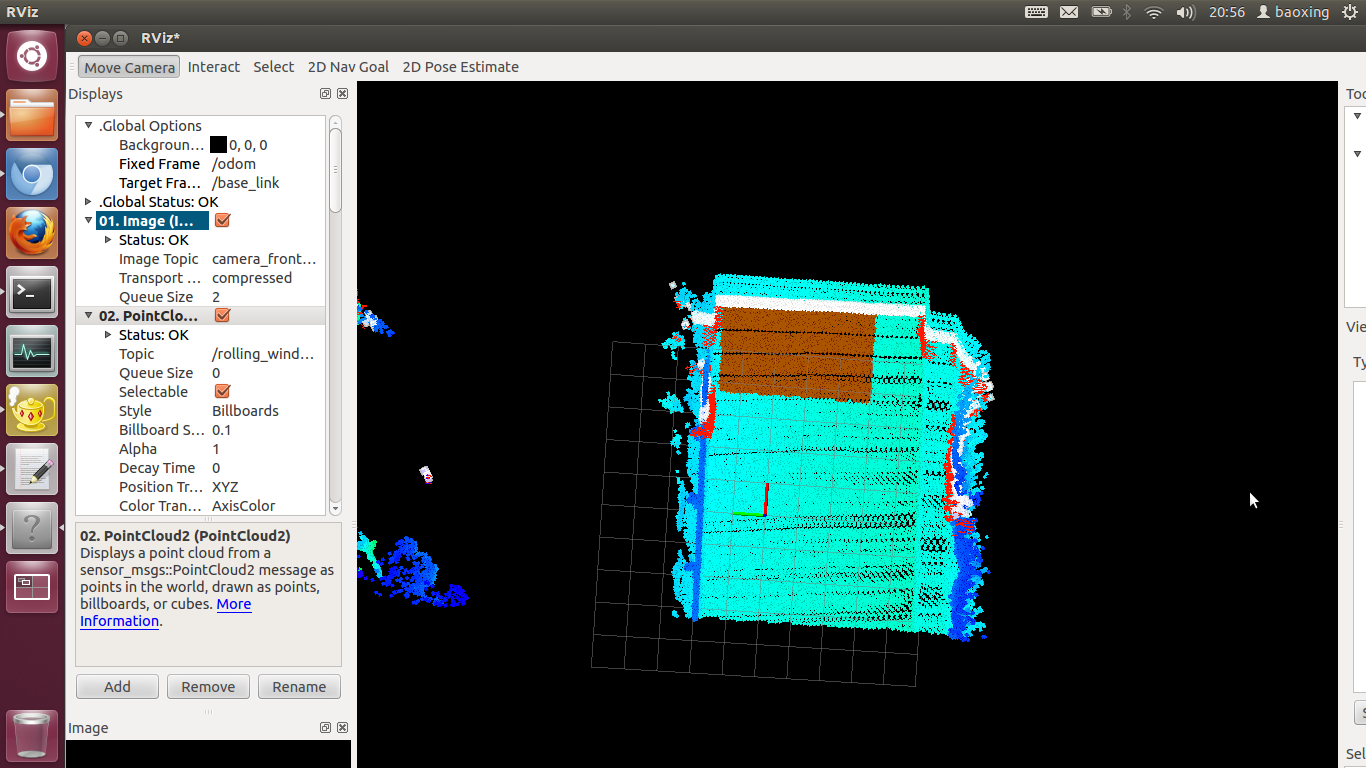 RViz
20:56
baoxing
RViz*
Move Camera
Interact
Select
2D Nav Goal
2D Pose Estimate
Displays
.Global Options
Backgroun... 0, 0, 0
Fixed Frame /odom
Target Fra... /base_link
.Global Status: OK
01. Image (I...
Status: OK
Image Topic camera_front...
Transport ... compressed
Queue Size 2
02. PointClo...
Status: OK
Topic /rolling_wind...
Queue Size 0
Selectable
Style Billboards
Billboard S... 0.1
Alpha 1
Decay Time 0
Position Tr... XYZ
Color Tran... AxisColor
02. PointCloud2 (PointCloud2)
Displays a point cloud from a
sensor_msgs::PointCloud2 message as
points in the world, drawn as points,
billboards, or cubes. More
Information.
Add
Remove
Rename
Image
Too
Vie
Ty
Sel